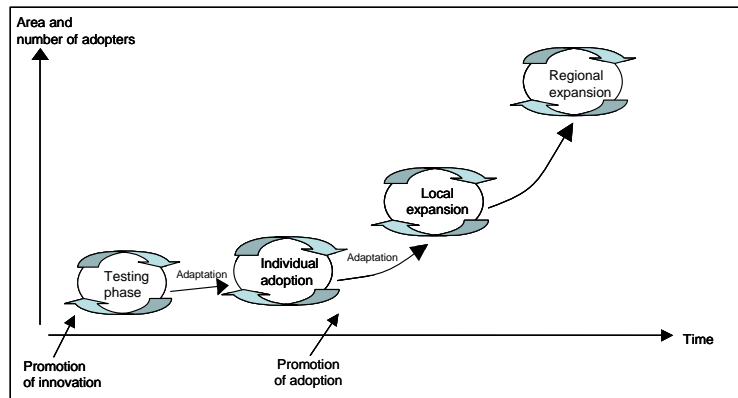 Area and
number of adopters
Regional
expansion
Local
expansion
Adaptation
Individual
adoption
Adaptation
Testing
phase
Time
Promotion
of innovation
Promotion
of adoption